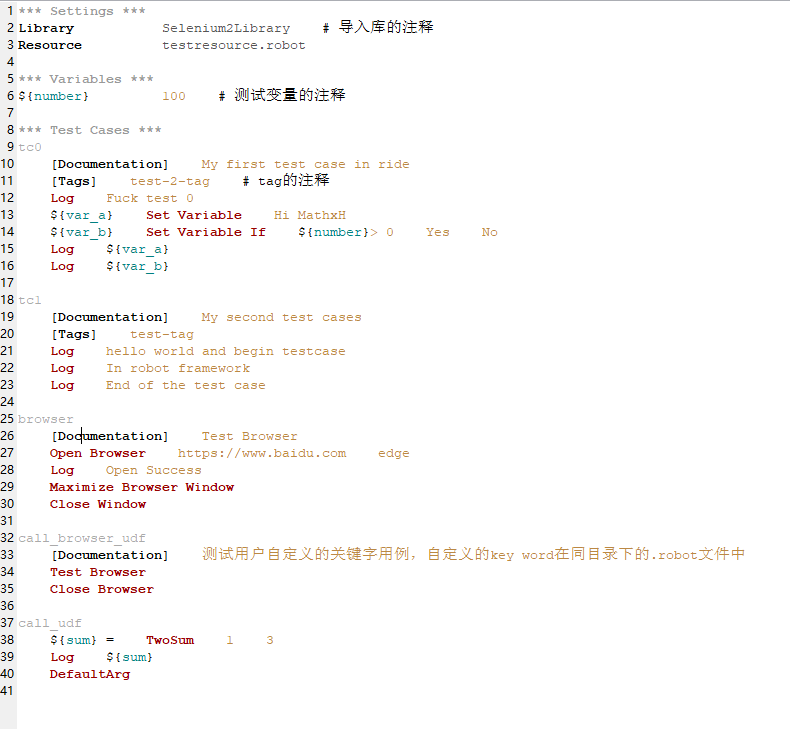 1 *** Settings ***
2 Library Selenium2Library # 导入库的注释
3 Resource testresource.robot
4
5 *** Variables ***
6 ${number} 100 # 测试变量的注释
7
8 *** Test Cases ***
9 tc0
10 [Documentation] My first test case in ride
11 [Tags] test-2-tag # tag的注释
12 Log Fuck test 0
13 ${var_a} Set Variable Hi MathxH
14 ${var_b} Set Variable If ${number}> 0 Yes No
15 Log ${var_a}
16 Log ${var_b}
17
18 tc1
19 [Documentation] My second test cases
20 [Tags] test-tag
21 Log hello world and begin testcase
22 Log In robot framework
23 Log End of the test case
24
25 browser
26 [Documentation] Test Browser
27 Open Browser https://www.baidu.com edge
28 Log Open Success
29 Maximize Browser Window
30 Close Window
31
32 call_browser_udf
33 [Documentation] 测试用户自定义的关键字用例，自定义的key word在同目录下的.robot文件中
34 Test Browser
35 Close Browser
36
37 call_udf
38 ${sum} = TwoSum 1 3
39 Log ${sum}
40 DefaultArg
41